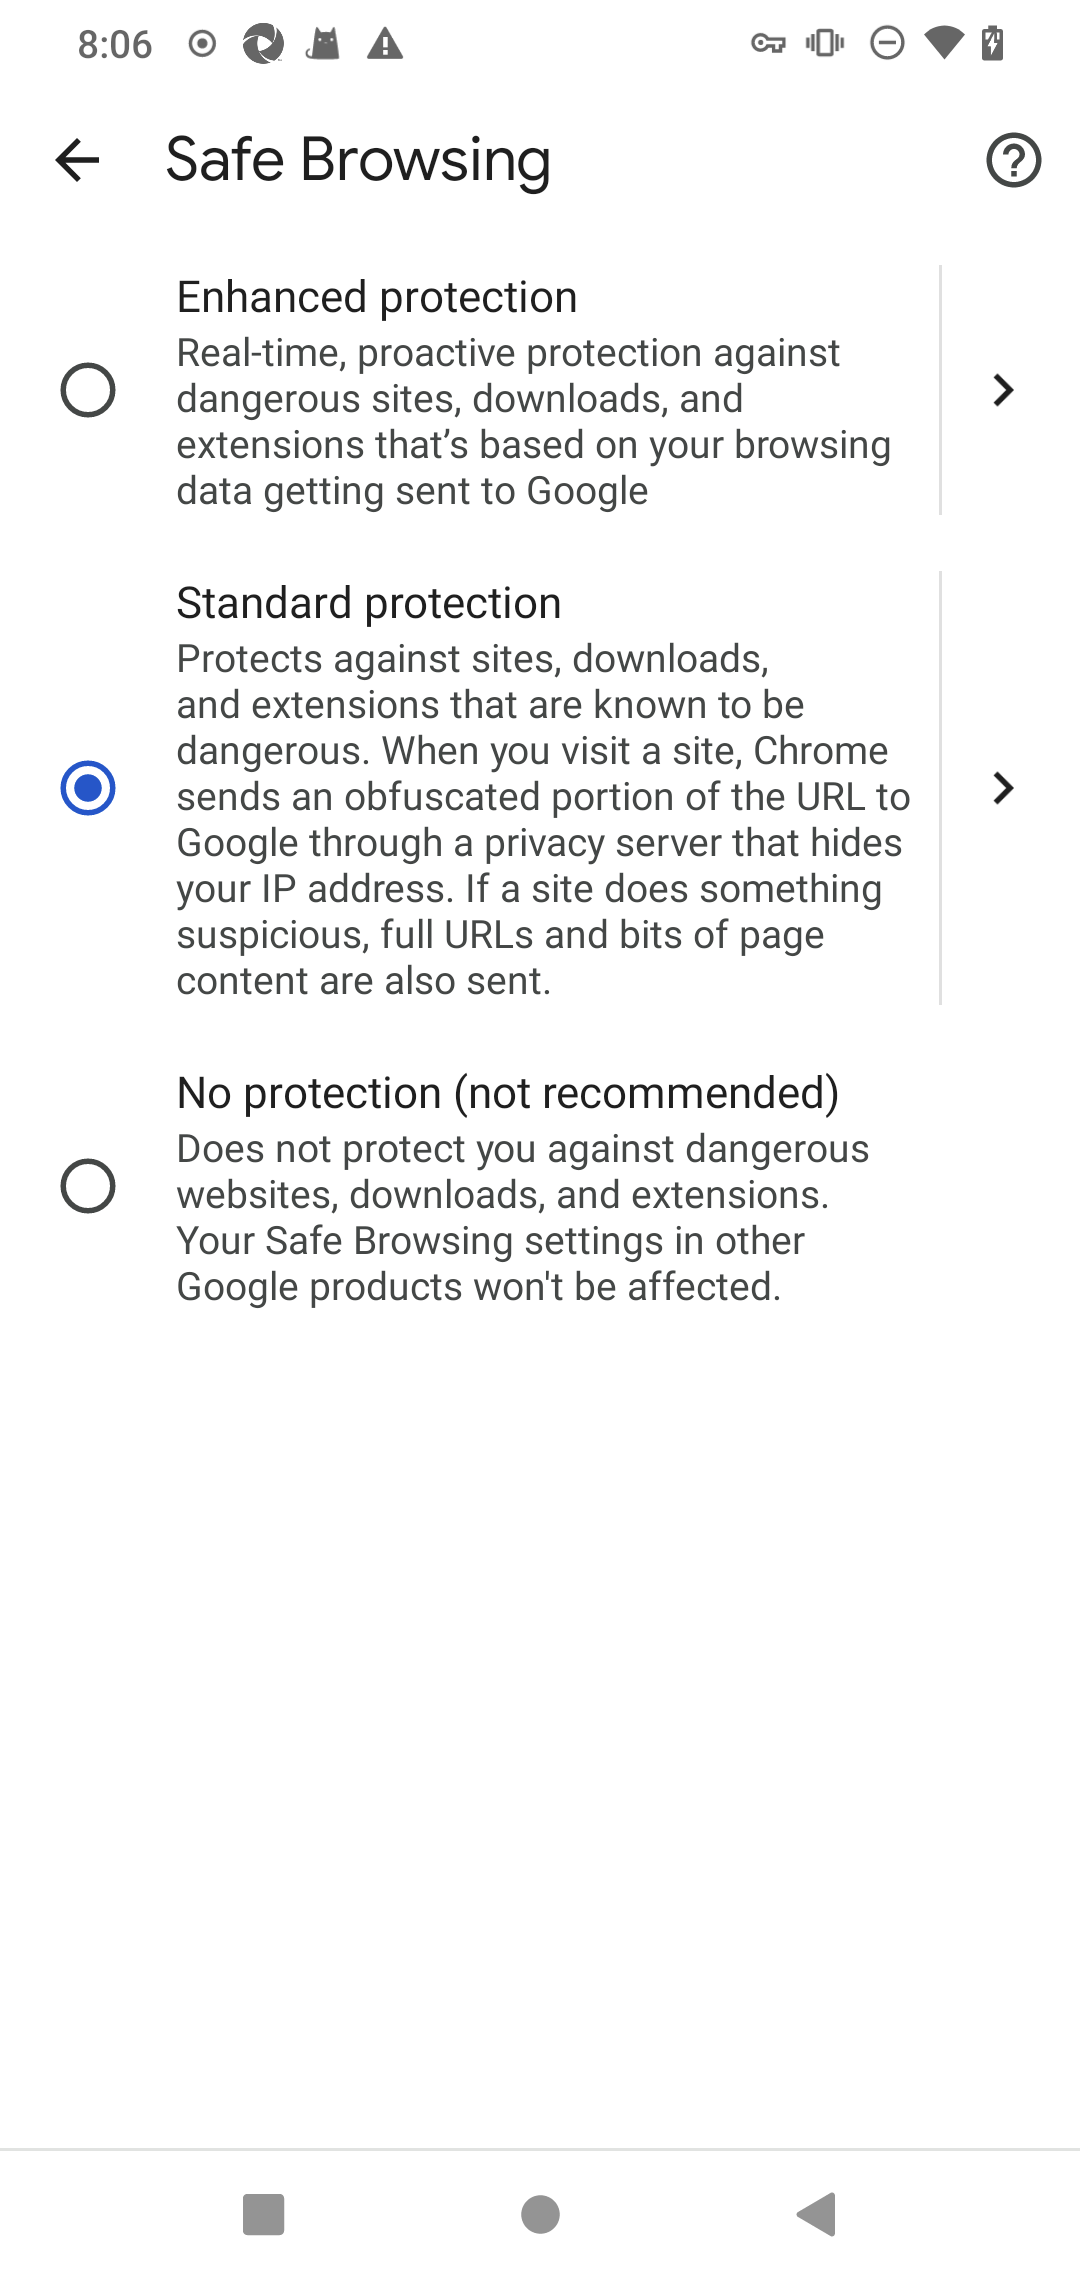 8:06
Safe Browsing
Enhanced protection
Real-time, proactive protection against
dangerous sites, downloads, and
extensions that’s based on your browsing
data getting sent to Google
Standard protection
Protects against sites, downloads,
and extensions that are known to be
dangerous. When you visit a site, Chrome
sends an obfuscated portion of the URL to
Google through a privacy server that hides
your IP address. If a site does something
suspicious, full URLs and bits of page
content are also sent.
No protection (not recommended)
Does not protect you against dangerous
websites, downloads, and extensions.
Your Safe Browsing settings in other
Google products won't be affected.